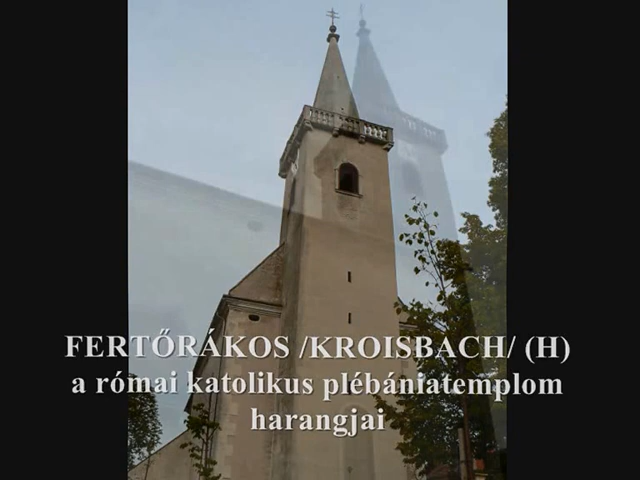 FERTŐRÁKOS /KROISBACH/ (H)
a római katolikus plébániatemplom
harangjai